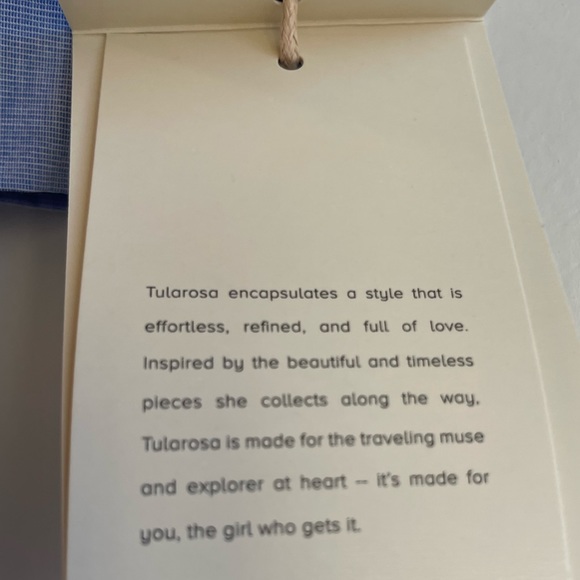 Tularosa encapsulates a style that is
effortless, refined, and full of love.
Inspired by the beautiful and timeless
pieces she collects along the way,
Tularosa is made for the traveling muse
and explorer at heart -- it's made for
you, the girl who gets it.